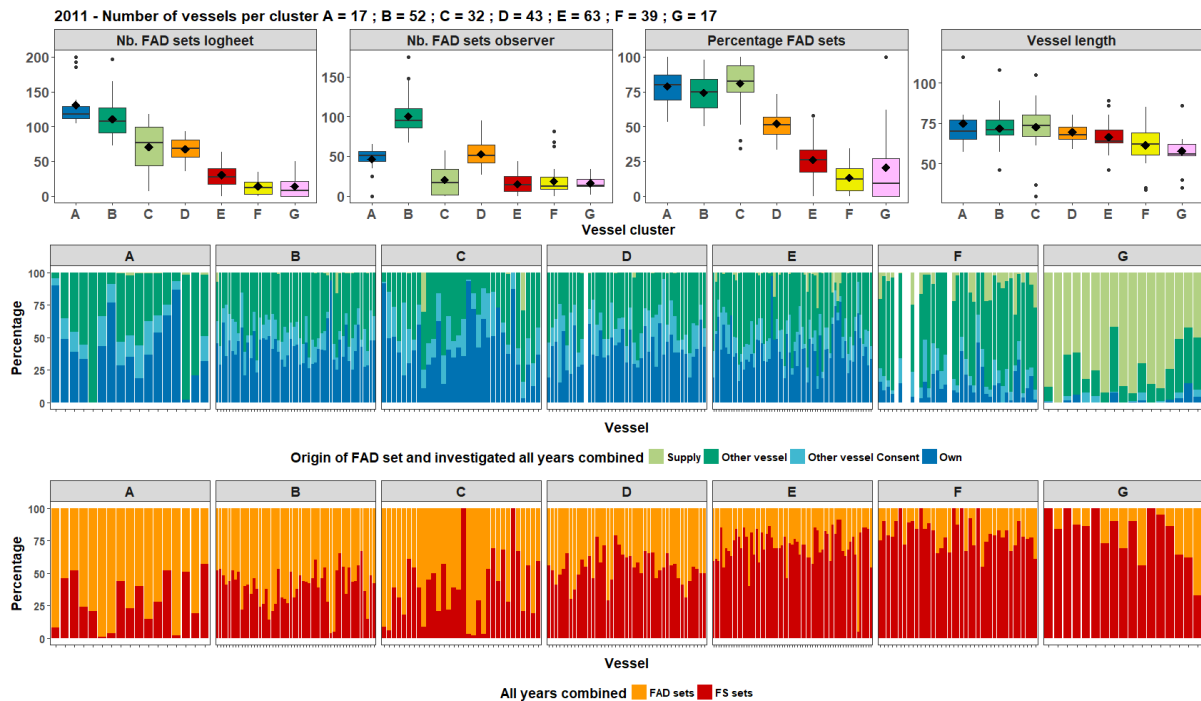 2011 - Number of vessels per cluster A = 17 ; B = 52 ; C = 32 ; D = 43 ; E = 63 ; F = 39 ; G = 17
Nb. FAD sets logheet
Nb. FAD sets observer
Percentage FAD sets
Vessel length
200
150
100
50
0
150
100
50
0
100
75
50
25
0
100
75
50
A B C D E F G
A B C D E F G
A B C D E F G
A B C D E F G
Vessel cluster
A B C D E F G
Percentage
100
75
50
25
0
Vessel
Origin of FAD set and investigated all years combined Supply Other vessel Other vessel Consent Own
A B C D E F G
Percentage
100
75
50
25
0
Vessel
All years combined FAD sets FS sets